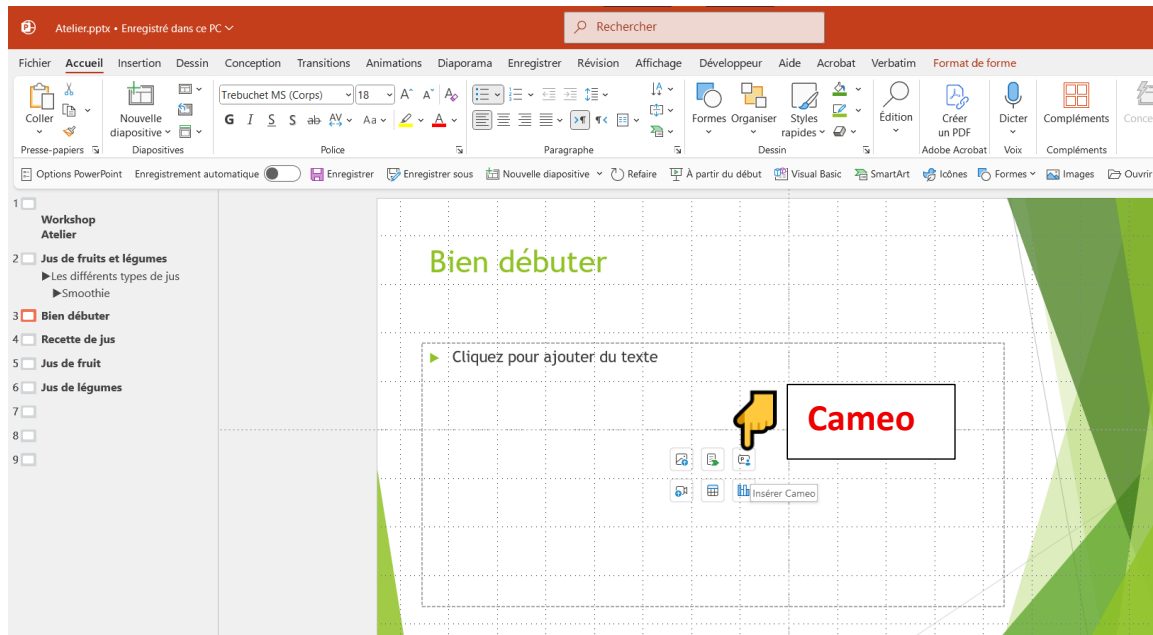 Atelier.pptx • Enregistré dans ce PC
Rechercher
Fichier Accueil Insertion Dessin Conception Transitions Animations Diaporama Enregistrer Révision Affichage Développeur Aide Acrobat Verbatim Format de forme
Trebuchet MS (Corps) 18
Coller Nouvelle diapositive G I S S ab AV Aa A Formes Organiser Styles rapides Édition Créer un PDF Dicter Compléments Conce
Presse-papiers Diapositives Police Paragraphe Dessin Adobe Acrobat Voix Compléments
Options PowerPoint Enregistrement automatique Enregistrer Enregistrer sous Nouvelle diapositive Refaire À partir du début Visual Basic SmartArt Icônes Formes Images Ouvrir
1
Workshop
Atelier
2 Jus de fruits et légumes
Les différents types de jus
Smoothie
3 Bien débuter
4 Recette de jus
5 Jus de fruit
6 Jus de légumes
7
8
9
Bien débuter
Cliquez pour ajouter du texte
Cameo
Insérer Cameo